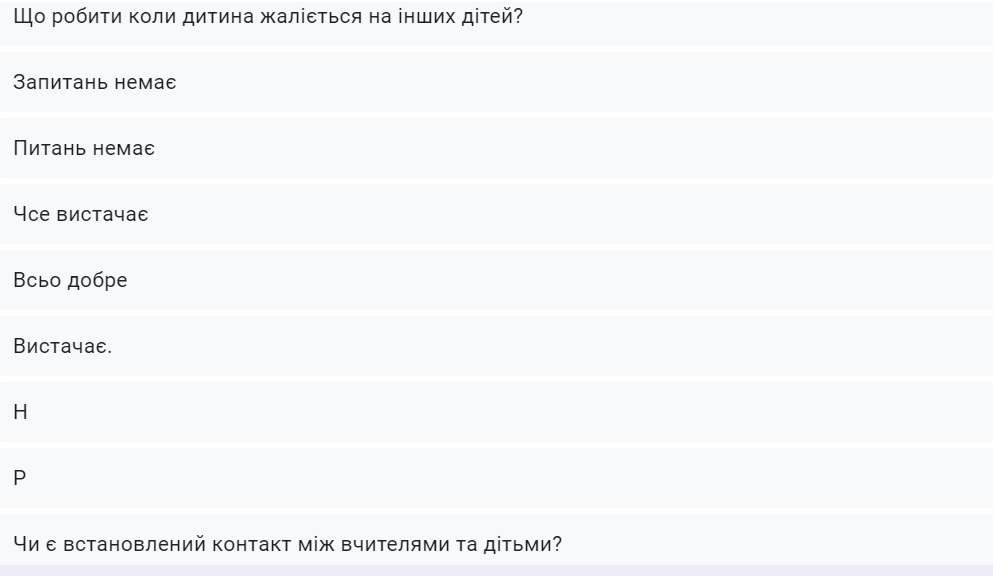 Що робити коли дитина жаліється на інших дітей?
Запитань немає
Питань немає
Чсе вистачає
Всьо добре
Вистачає.
Н
Р
Чи є встановлений контакт між вчителями та дітьми?